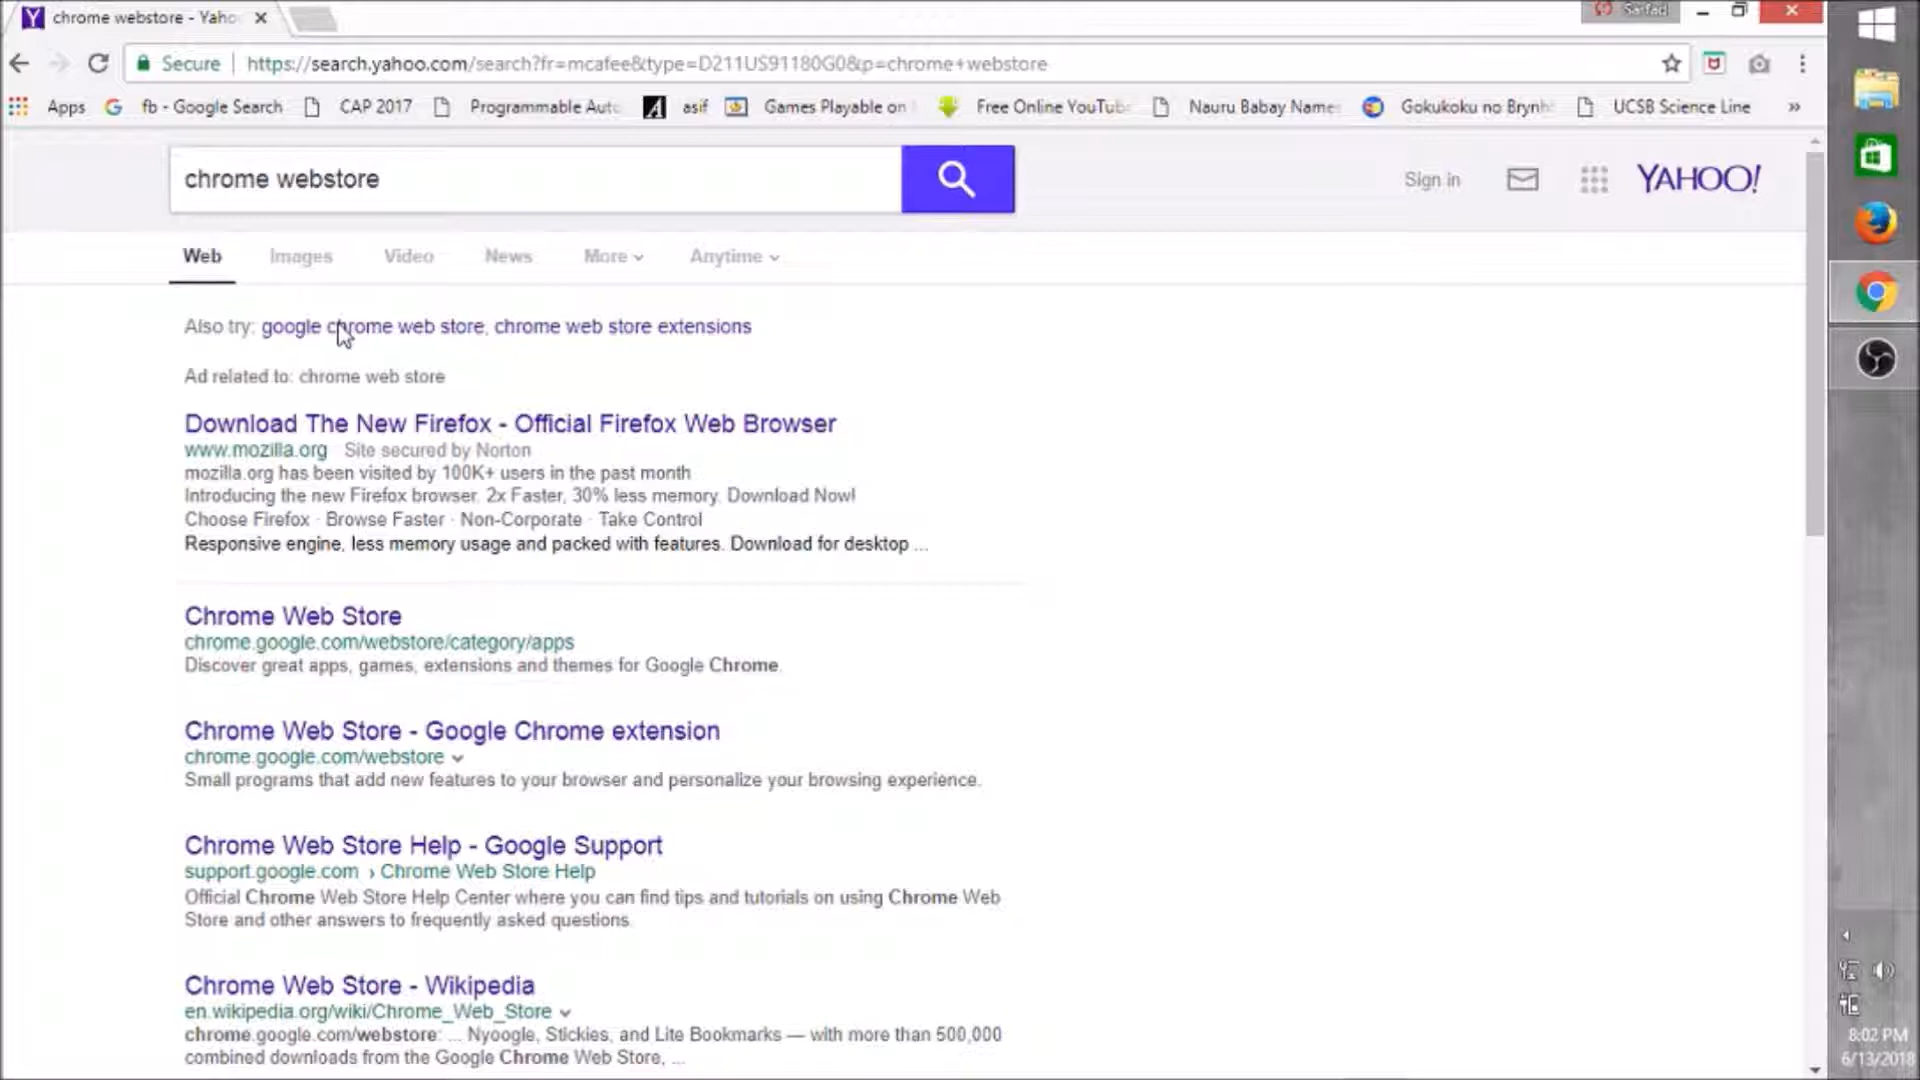 chrome webstore - Yaho
Sarfad
Secure
https://search.yahoo.com/search?fr=mcafee&type=D211US91180G0&p=chrome+webstore
Apps
fb - Google Search
CAP 2017
Programmable Auto
asif
Games Playable on
Free Online YouTub
Nauru Babay Name
Gokukoku no Brynh
UCSB Science Line
»
chrome webstore
Sign in
YAHOO!
Web
Images
Video
News
More
Anytime
Also try: google chrome web store, chrome web store extensions
Ad related to: chrome web store
Download The New Firefox - Official Firefox Web Browser
www.mozilla.org Site secured by Norton
mozilla.org has been visited by 100K+ users in the past month
Introducing the new Firefox browser. 2x Faster, 30% less memory. Download Now!
Choose Firefox · Browse Faster · Non-Corporate · Take Control
Responsive engine, less memory usage and packed with features. Download for desktop ...
Chrome Web Store
chrome.google.com/webstore/category/apps
Discover great apps, games, extensions and themes for Google Chrome.
Chrome Web Store - Google Chrome extension
chrome.google.com/webstore
Small programs that add new features to your browser and personalize your browsing experience.
Chrome Web Store Help - Google Support
support.google.com › Chrome Web Store Help
Official Chrome Web Store Help Center where you can find tips and tutorials on using Chrome Web
Store and other answers to frequently asked questions.
Chrome Web Store - Wikipedia
en.wikipedia.org/wiki/Chrome_Web_Store
chrome.google.com/webstore: ... Nyoogle, Stickies, and Lite Bookmarks — with more than 500,000
combined downloads from the Google Chrome Web Store, ...
8:02 PM
6/13/2018